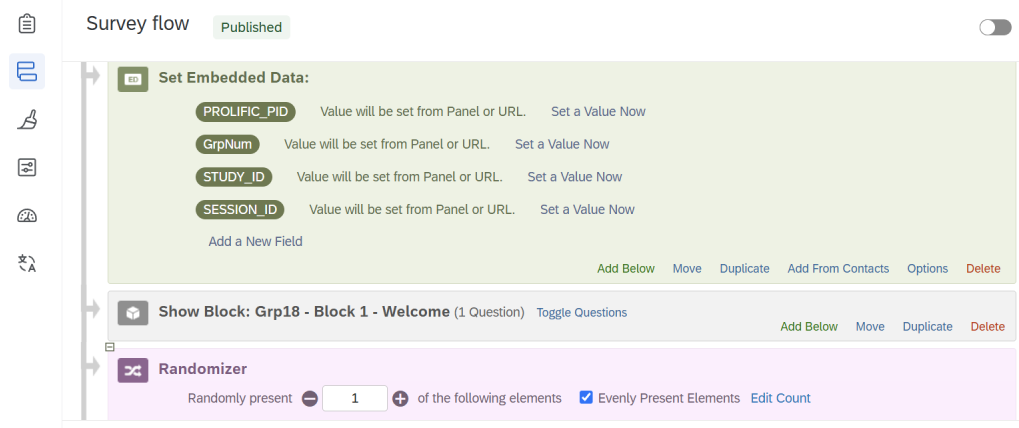 Survey flow Published
ED Set Embedded Data:
PROLIFIC_PID Value will be set from Panel or URL. Set a Value Now
GrpNum Value will be set from Panel or URL. Set a Value Now
STUDY_ID Value will be set from Panel or URL. Set a Value Now
SESSION_ID Value will be set from Panel or URL. Set a Value Now
Add a New Field
Add Below Move Duplicate Add From Contacts Options Delete
Show Block: Grp18 - Block 1 - Welcome (1 Question) Toggle Questions
Add Below Move Duplicate Delete
Randomizer
Randomly present 1 of the following elements Evenly Present Elements Edit Count